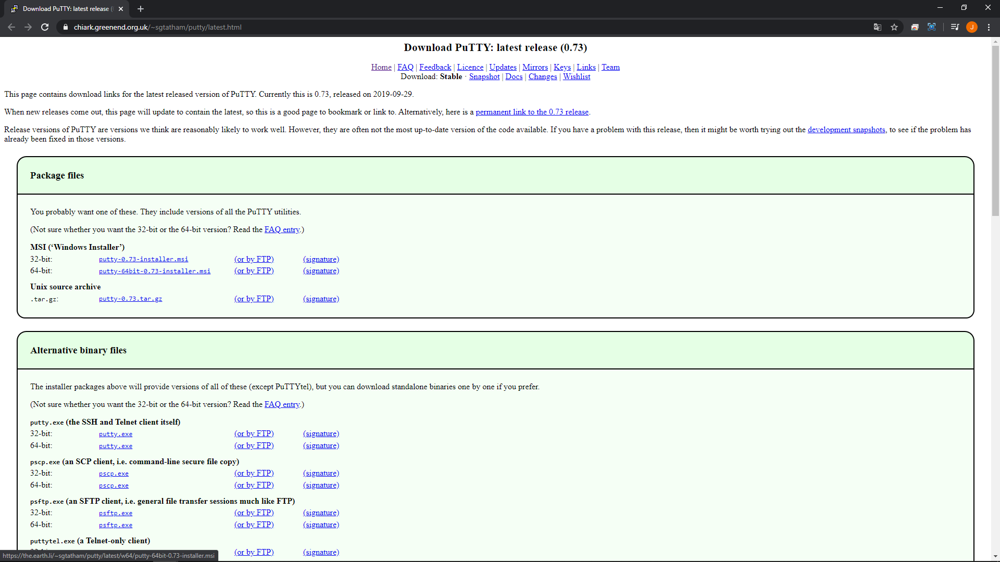 Download PuTTY: latest release (
chiark.greenend.org.uk/~sgtatham/putty/latest.html
J
Download PuTTY: latest release (0.73)
Home | FAQ | Feedback | Licence | Updates | Mirrors | Keys | Links | Team
Download: Stable · Snapshot | Docs | Changes | Wishlist
This page contains download links for the latest released version of PuTTY. Currently this is 0.73, released on 2019-09-29.
When new releases come out, this page will update to contain the latest, so this is a good page to bookmark or link to. Alternatively, here is a permanent link to the 0.73 release.
Release versions of PuTTY are versions we think are reasonably likely to work well. However, they are often not the most up-to-date version of the code available. If you have a problem with this release, then it might be worth trying out the development snapshots, to see if the problem has
already been fixed in those versions.
Package files
You probably want one of these. They include versions of all the PuTTY utilities.
(Not sure whether you want the 32-bit or the 64-bit version? Read the FAQ entry.)
MSI (‘Windows Installer’)
32-bit: putty-0.73-installer.msi (or by FTP) (signature)
64-bit: putty-64bit-0.73-installer.msi (or by FTP) (signature)
Unix source archive
.tar.gz: putty-0.73.tar.gz (or by FTP) (signature)
Alternative binary files
The installer packages above will provide versions of all of these (except PuTTYtel), but you can download standalone binaries one by one if you prefer.
(Not sure whether you want the 32-bit or the 64-bit version? Read the FAQ entry.)
putty.exe (the SSH and Telnet client itself)
32-bit: putty.exe (or by FTP) (signature)
64-bit: putty.exe (or by FTP) (signature)
pscp.exe (an SCP client, i.e. command-line secure file copy)
32-bit: pscp.exe (or by FTP) (signature)
64-bit: pscp.exe (or by FTP) (signature)
psftp.exe (an SFTP client, i.e. general file transfer sessions much like FTP)
32-bit: psftp.exe (or by FTP) (signature)
64-bit: psftp.exe (or by FTP) (signature)
puttytel.exe (a Telnet-only client)
(or by FTP) (signature)
https://the.earth.li/~sgtatham/putty/latest/w64/putty-64bit-0.73-installer.msi